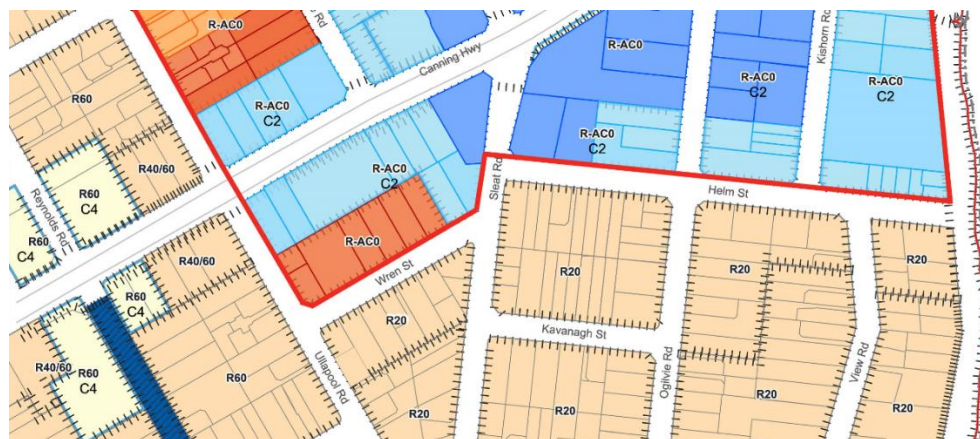 R-AC0
Rd
Canning Hwy
R-AC0
Kishorn Rd
R-AC0
C2
R-AC0
C2
R60
R-AC0
C2
R-AC0
C2
R40/60
R-AC0
C2
R60
C4
Reynolds Rd
Sleat Rd
Helm St
R60
C4
R-AC0
R40/60
Wren St
R20
R20
R20
R60
C4
R20
Kavanagh St
R40/60
R60
C4
R60
Ullapool Rd
Ogilvie Rd
View Rd
R20
R20
R20
R20